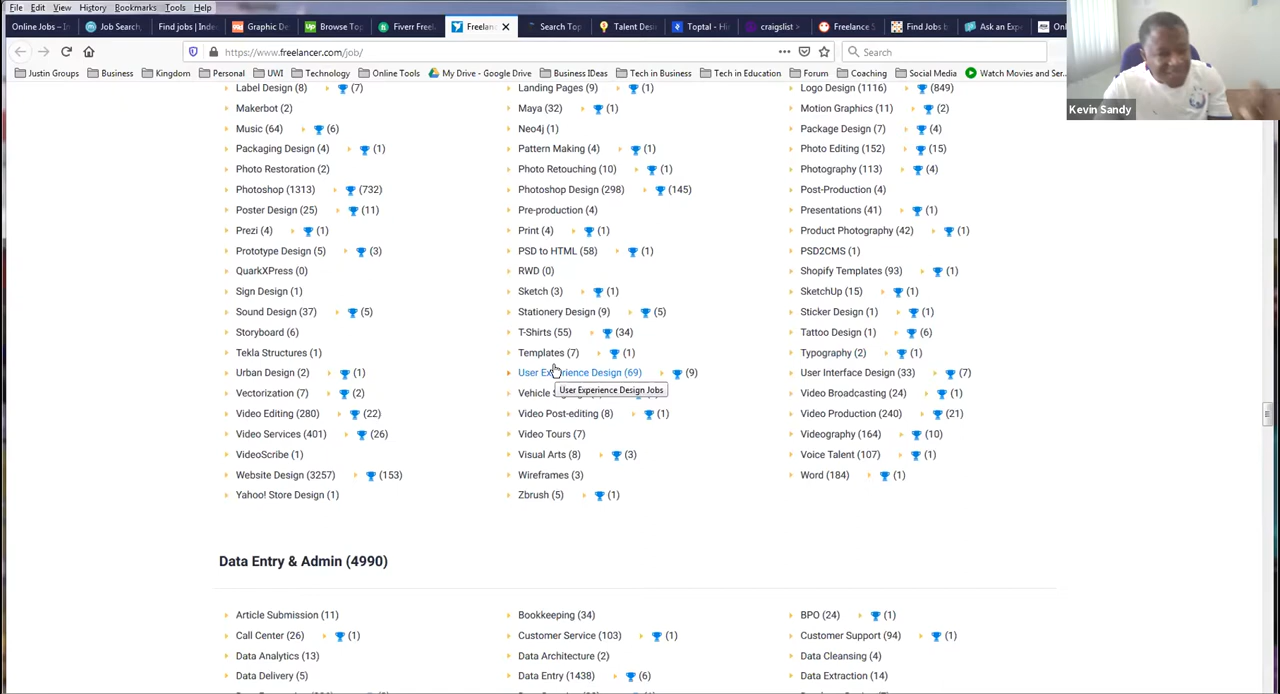 File Edit View History Bookmarks Tools Help
Online Jobs – In Job Search, Find jobs | Inde Graphic De Browse Top Fiverr Freel Freelan Search Top Talent Des Toptal - Hi craigslist > Freelance S Find Jobs b Ask an Exp Onl
https://www.freelancer.com/job/ Search
Justin Groups Business Kingdom Personal UWI Technology Online Tools My Drive - Google Drive Business IDeas Tech in Business Tech in Education Forum Coaching Social Media Watch Movies and Ser...
Kevin Sandy
Label Design (8) (7) Landing Pages (9) (1) Logo Design (1116) (849)
Makerbot (2) Maya (32) (1) Motion Graphics (11) (2)
Music (64) (6) Neo4j (1) Package Design (7) (4)
Packaging Design (4) (1) Pattern Making (4) (1) Photo Editing (152) (15)
Photo Restoration (2) Photo Retouching (10) (1) Photography (113) (4)
Photoshop (1313) (732) Photoshop Design (298) (145) Post-Production (4)
Poster Design (25) (11) Pre-production (4) Presentations (41) (1)
Prezi (4) (1) Print (4) (1) Product Photography (42) (1)
Prototype Design (5) (3) PSD to HTML (58) (1) PSD2CMS (1)
QuarkXPress (0) RWD (0) Shopify Templates (93) (1)
Sign Design (1) Sketch (3) (1) SketchUp (15) (1)
Sound Design (37) (5) Stationery Design (9) (5) Sticker Design (1) (1)
Storyboard (6) T-Shirts (55) (34) Tattoo Design (1) (6)
Tekla Structures (1) Templates (7) (1) Typography (2) (1)
Urban Design (2) (1) User Experience Design (69) (9) User Interface Design (33) (7)
User Experience Design Jobs
Vectorization (7) (2) Vehicle Video Broadcasting (24) (1)
Video Editing (280) (22) Video Post-editing (8) (1) Video Production (240) (21)
Video Services (401) (26) Video Tours (7) Videography (164) (10)
VideoScribe (1) Visual Arts (8) (3) Voice Talent (107) (1)
Website Design (3257) (153) Wireframes (3) Word (184) (1)
Yahoo! Store Design (1) Zbrush (5) (1)
Data Entry & Admin (4990)
Article Submission (11) Bookkeeping (34) BPO (24) (1)
Call Center (26) (1) Customer Service (103) (1) Customer Support (94) (1)
Data Analytics (13) Data Architecture (2) Data Cleansing (4)
Data Delivery (5) Data Entry (1438) (6) Data Extraction (14)